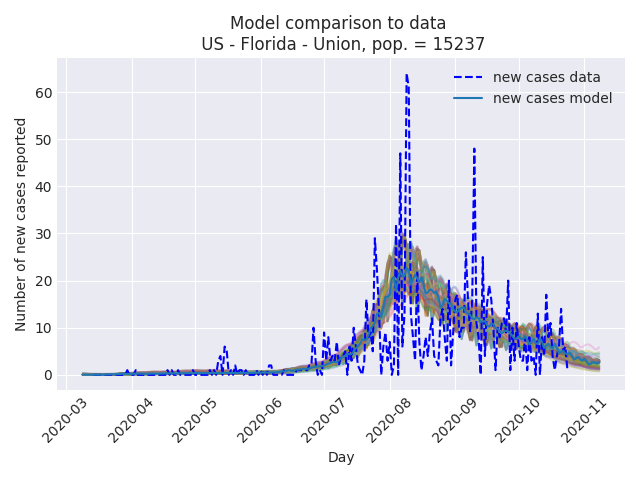 Model comparison to data
US - Florida - Union, pop. = 15237
new cases data
new cases model
Number of new cases reported
60
50
40
30
20
10
0
2020-03
2020-04
2020-05
2020-06
2020-07
2020-08
2020-09
2020-10
2020-11
Day